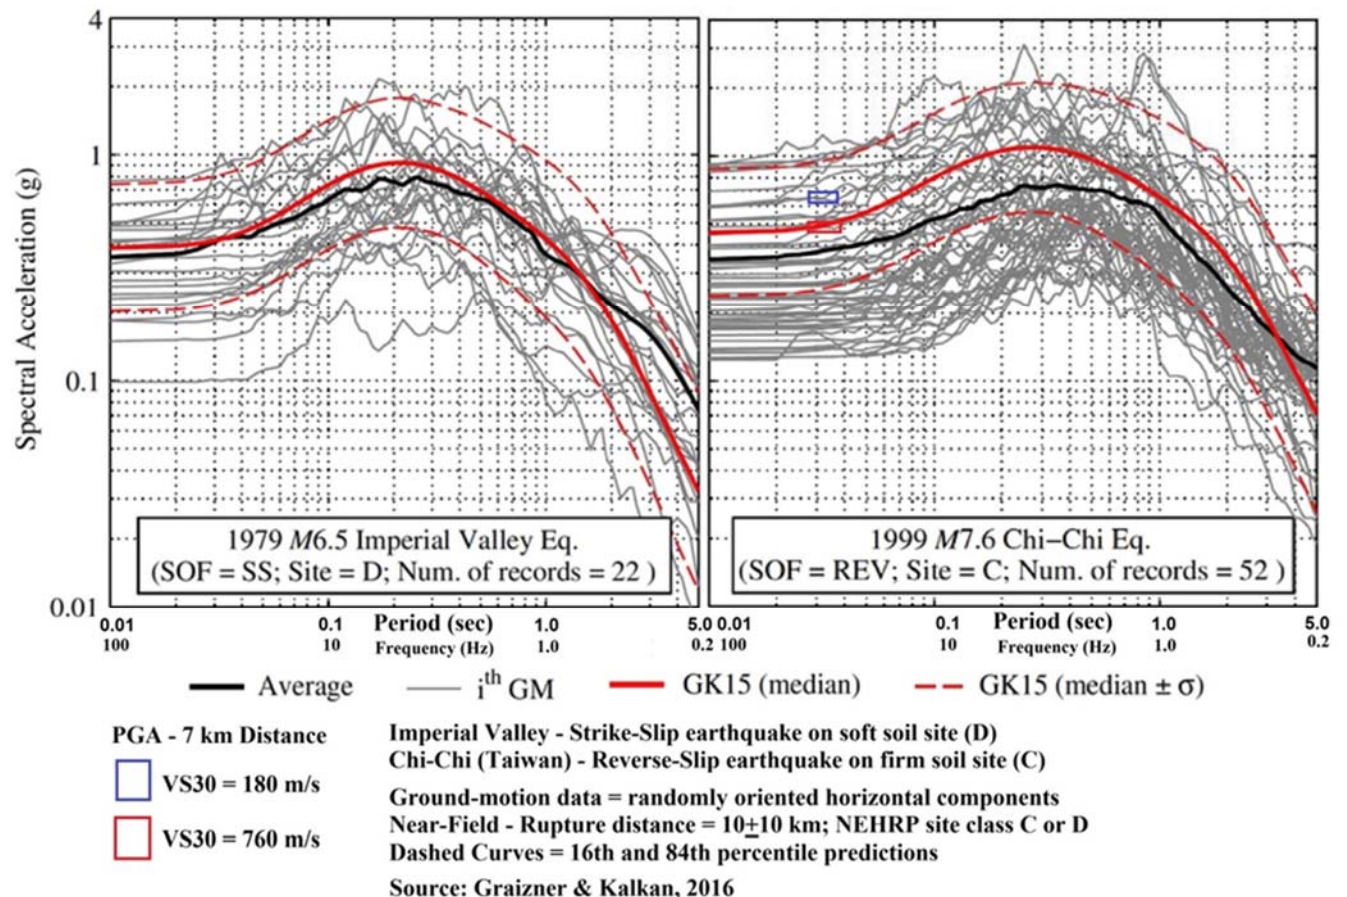 Spectral Acceleration (g)
4
1
0.1
0.01
1979 M6.5 Imperial Valley Eq.
(SOF = SS; Site = D; Num. of records = 22 )
1999 M7.6 Chi–Chi Eq.
(SOF = REV; Site = C; Num. of records = 52 )
0.01 0.1 Period (sec) 1.0 5.0 0.01 0.1 Period (sec) 1.0 5.0
100 10 Frequency (Hz) 1.0 0.2 100 10 Frequency (Hz) 1.0 0.2
Average ith GM GK15 (median) GK15 (median ± σ)
PGA - 7 km Distance
VS30 = 180 m/s
VS30 = 760 m/s
Imperial Valley - Strike-Slip earthquake on soft soil site (D)
Chi-Chi (Taiwan) - Reverse-Slip earthquake on firm soil site (C)
Ground-motion data = randomly oriented horizontal components
Near-Field - Rupture distance = 10±10 km; NEHRP site class C or D
Dashed Curves = 16th and 84th percentile predictions
Source: Graizner & Kalkan, 2016